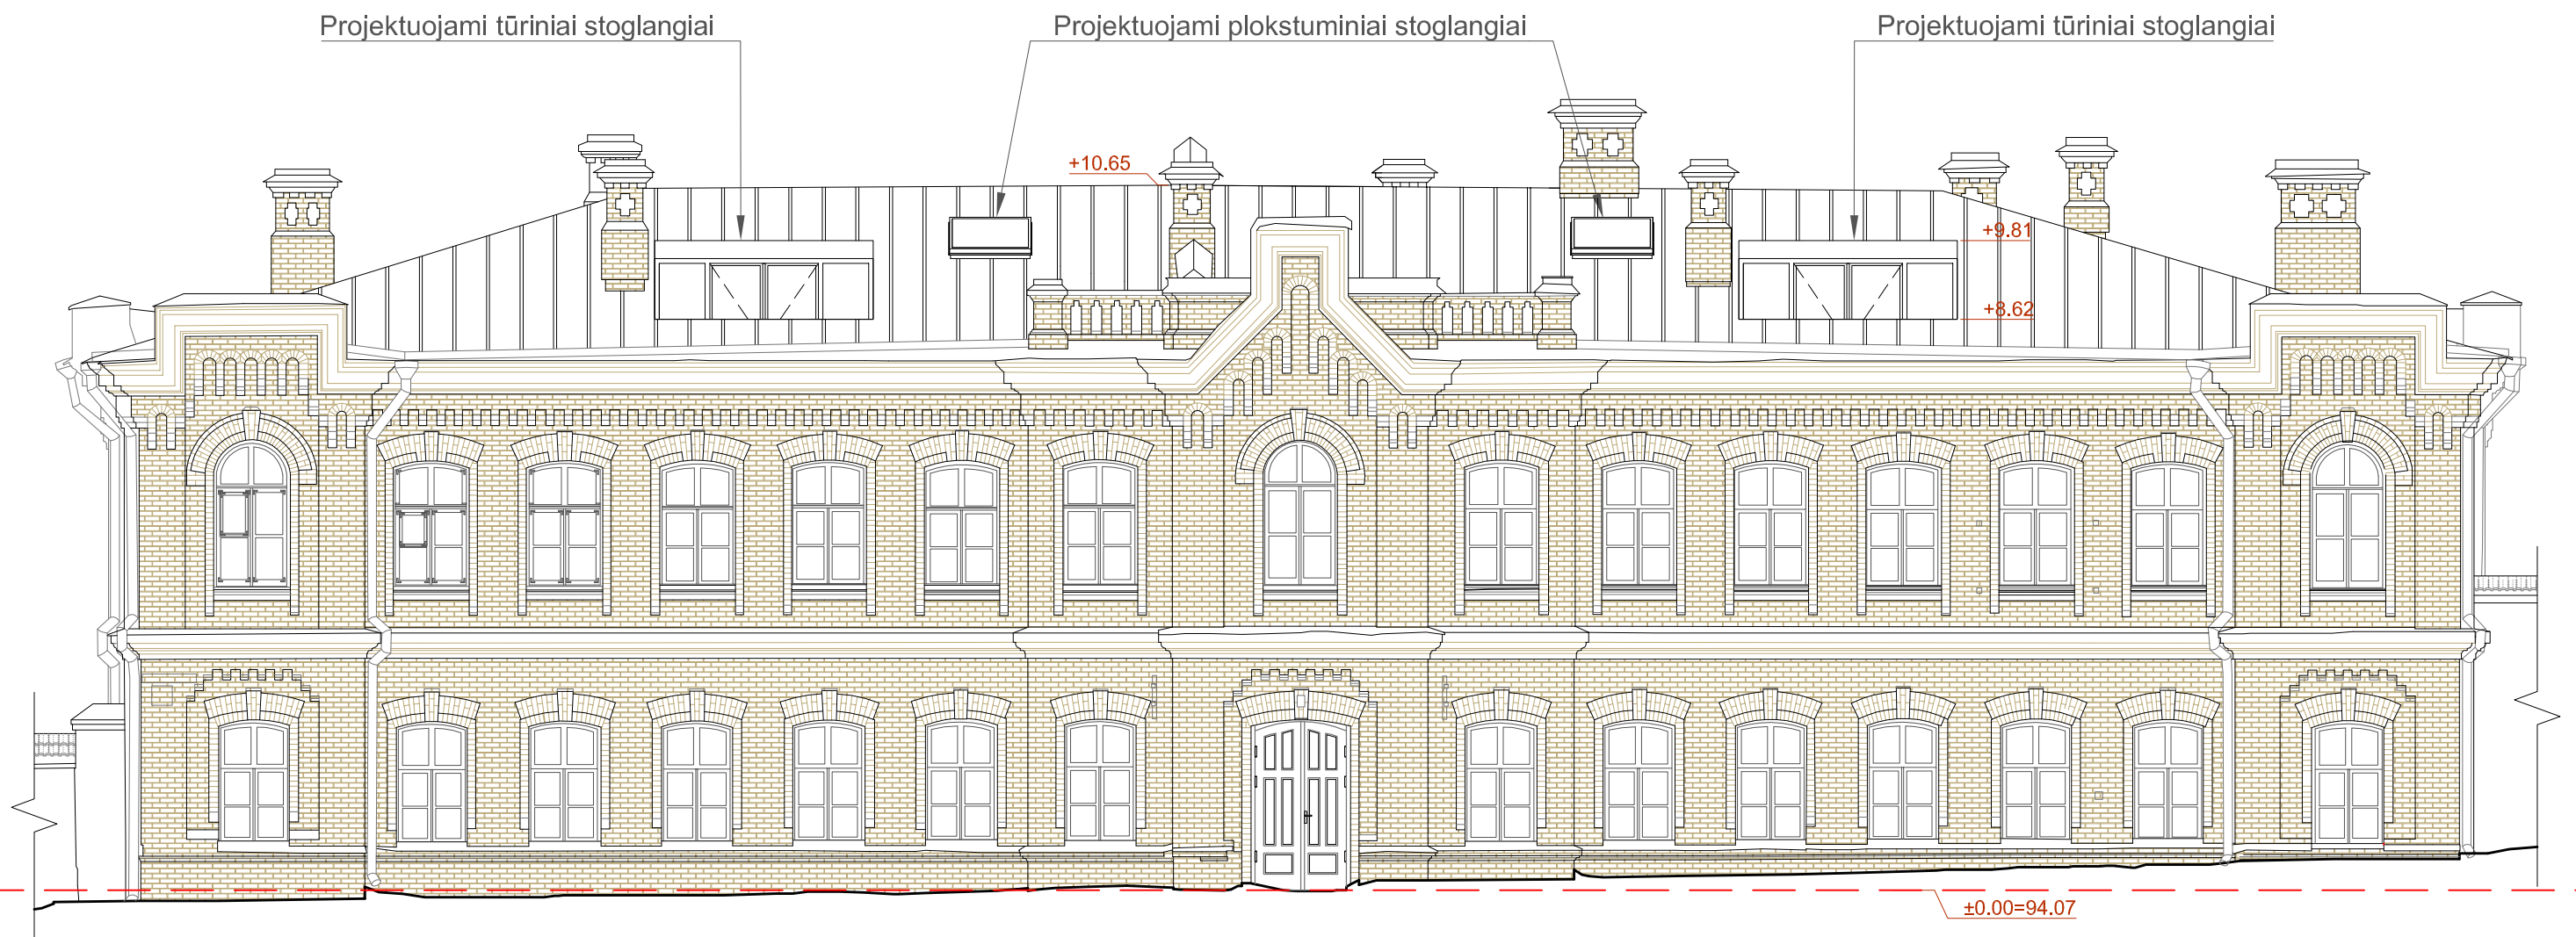 Projektuojami tūriniai stoglangiai
Projektuojami plokstuminiai stoglangiai
Projektuojami tūriniai stoglangiai
+10.65
+9.81
+8.62
±0.00=94.07